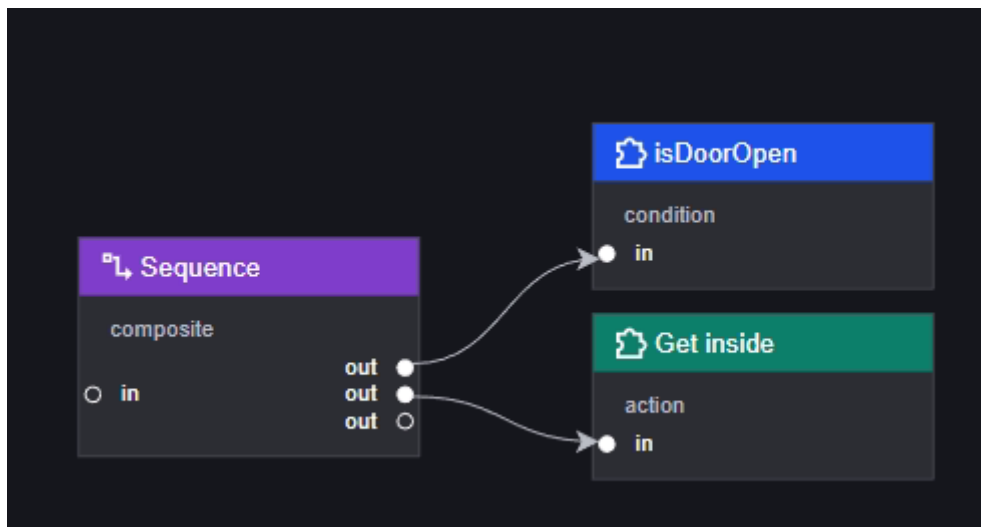 Sequence
composite
in
out
out
out
isDoorOpen
condition
in
Get inside
action
in